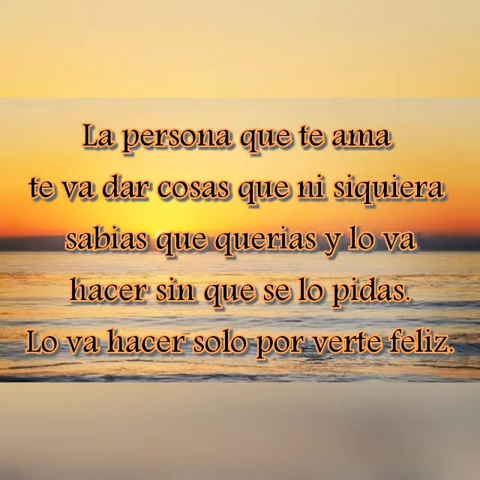 La persona que te ama
te va dar cosas que ni siquiera
sabias que querias y lo va
hacer sin que se lo pidas.
Lo va hacer solo por verte feliz.